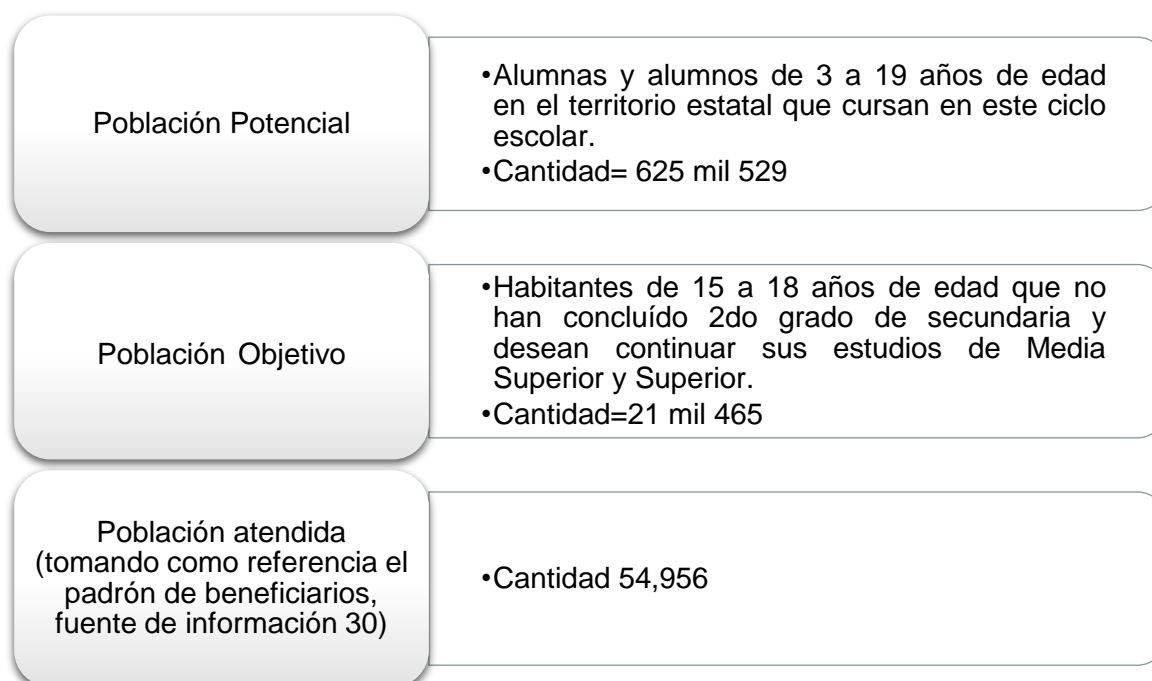 Población Potencial
•Alumnas y alumnos de 3 a 19 años de edad
en el territorio estatal que cursan en este ciclo
escolar.
•Cantidad= 625 mil 529
Población Objetivo
•Habitantes de 15 a 18 años de edad que no
han concluído 2do grado de secundaria y
desean continuar sus estudios de Media
Superior y Superior.
•Cantidad=21 mil 465
Población atendida
(tomando como referencia el
padrón de beneficiarios,
fuente de información 30)
•Cantidad 54,956